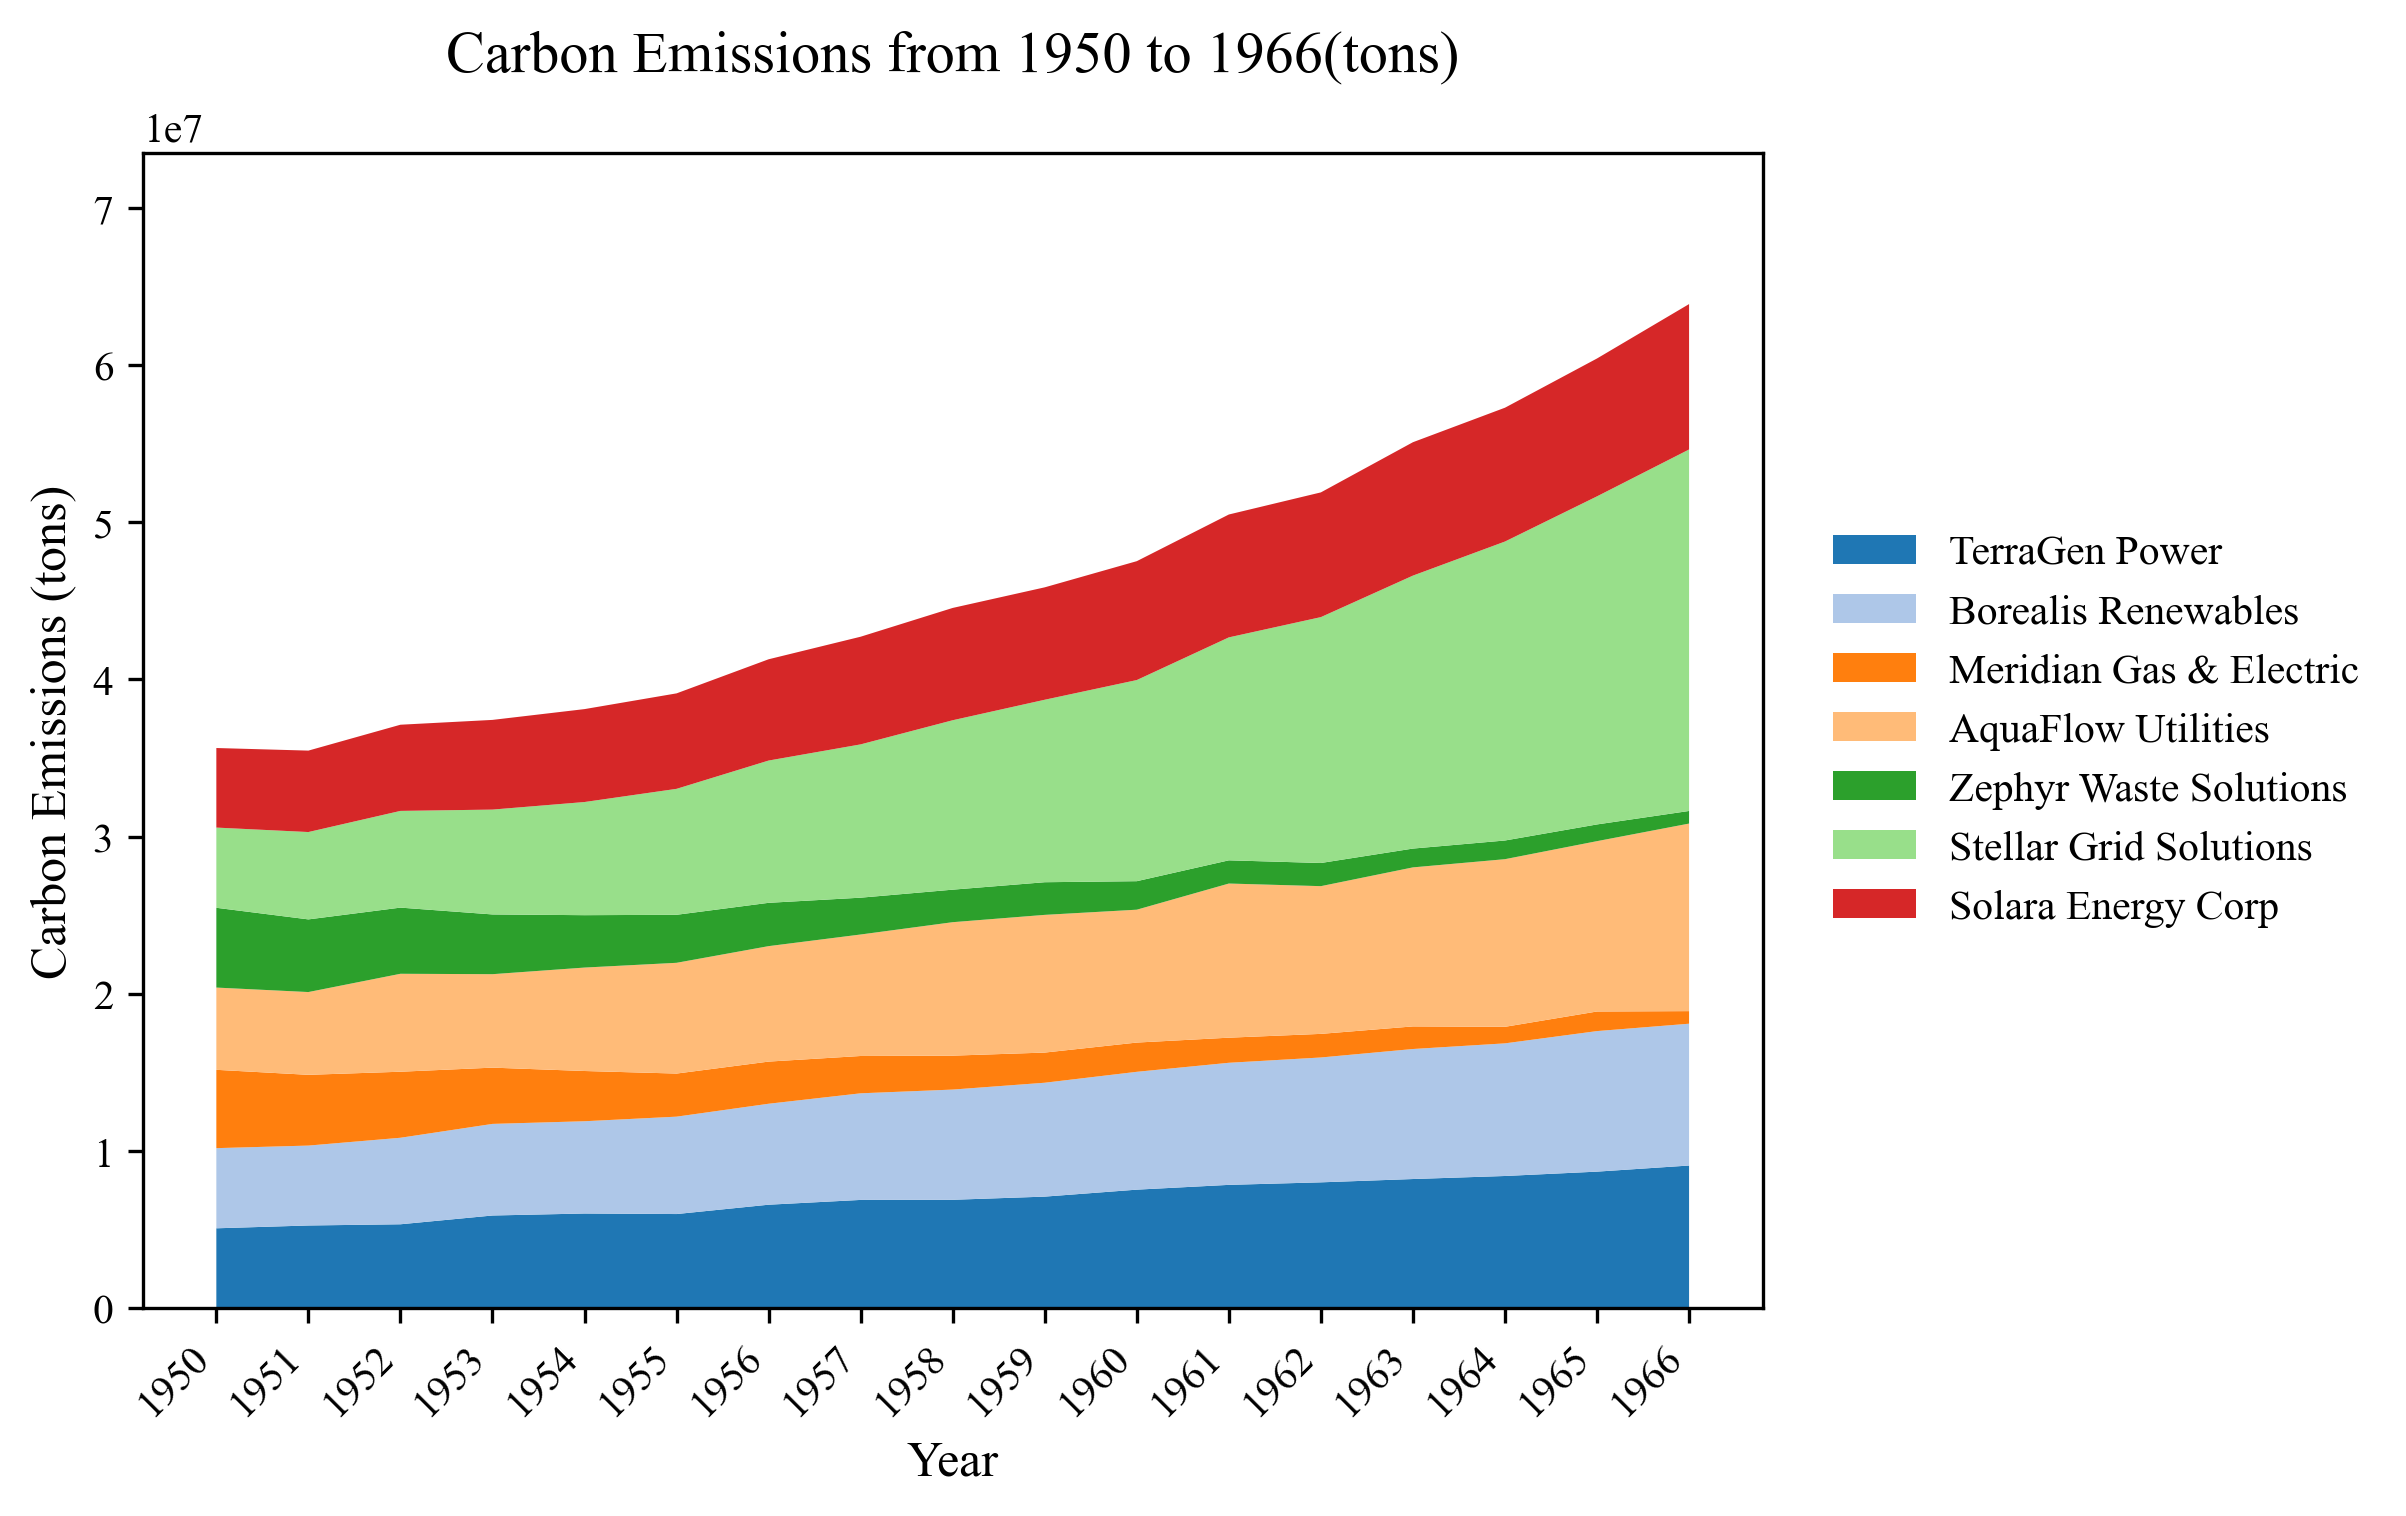 Carbon Emissions from 1950 to 1966(tons)
1e7
7
6
5
4
3
2
1
0
Carbon Emissions (tons)
1950
1951
1952
1953
1954
1955
1956
1957
1958
1959
1960
1961
1962
1963
1964
1965
1966
Year
TerraGen Power
Borealis Renewables
Meridian Gas & Electric
AquaFlow Utilities
Zephyr Waste Solutions
Stellar Grid Solutions
Solara Energy Corp